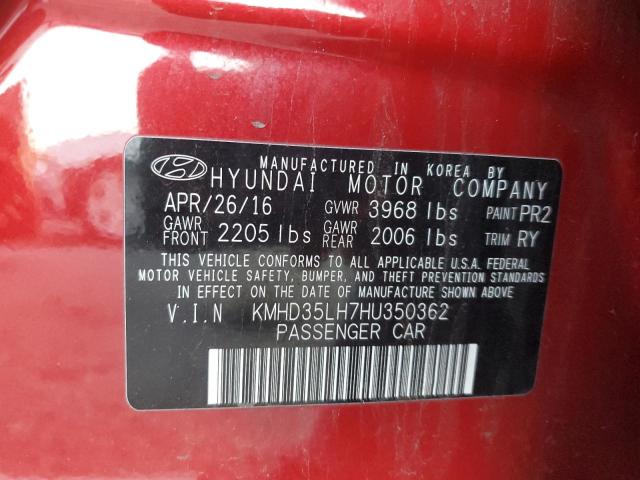 MANUFACTURED IN KOREA BY
HYUNDAI MOTOR COMPANY
APR/26/16 GVWR 3968 lbs PAINT PR2
GAWR FRONT 2205 lbs GAWR REAR 2006 lbs TRIM RY
THIS VEHICLE CONFORMS TO ALL APPLICABLE U.S.A. FEDERAL
MOTOR VEHICLE SAFETY, BUMPER, AND THEFT PREVENTION STANDARDS
IN EFFECT ON THE DATE OF MANUFACTURE SHOWN ABOVE.
V.I.N KMHD35LH7HU350362
PASSENGER CAR